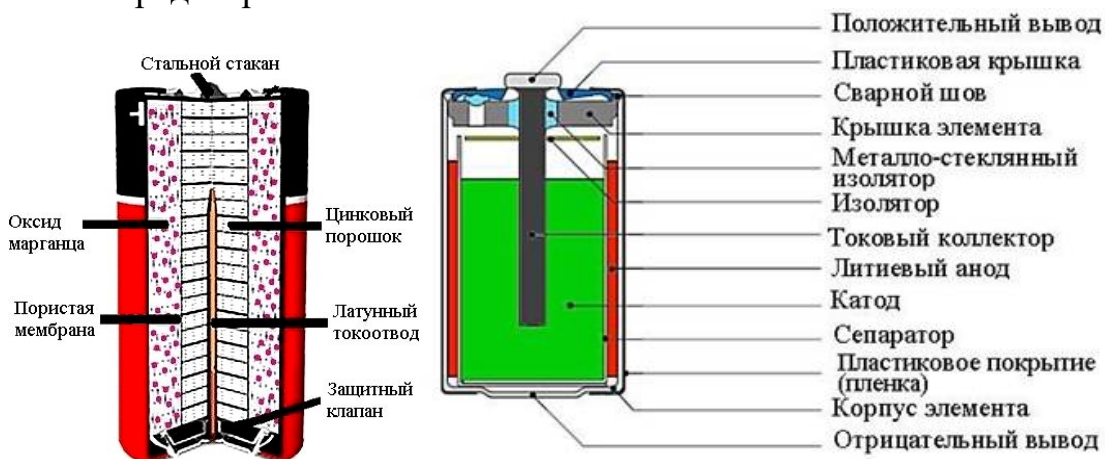 Стальной стакан
Оксид
марганца
Цинковый
порошок
Пористая
мембрана
Латунный
токоотвод
Защитный
клапан
Положительный вывод
Пластиковая крышка
Сварной шов
Крышка элемента
Металло-стеклянный
изолятор
Изолятор
Токовый коллектор
Литиевый анод
Катод
Сепаратор
Пластиковое покрытие
(пленка)
Корпус элемента
Отрицательный вывод